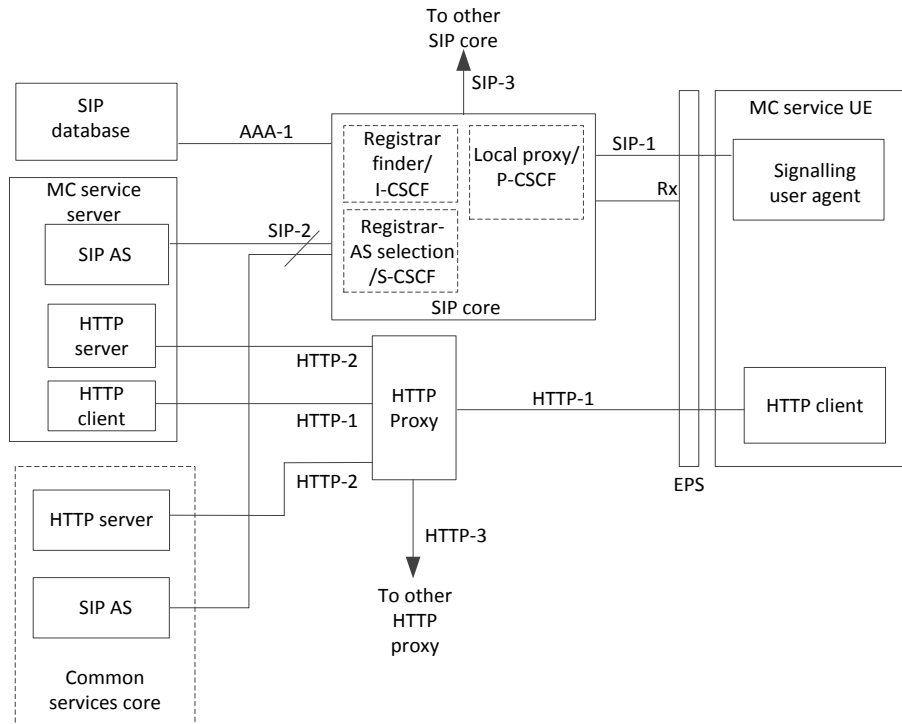 To other
SIP core
SIP-3
SIP
database
AAA-1
Registrar
finder/
I-CSCF
Local proxy/
P-CSCF
SIP-1
Rx
MC service UE
Signalling
user agent
MC service
server
SIP AS
SIP-2
Registrar-
AS selection
/S-CSCF
SIP core
HTTP
server
HTTP-2
HTTP
client
HTTP-1
HTTP
Proxy
HTTP-1
HTTP client
HTTP-2
EPS
HTTP server
HTTP-3
SIP AS
To other
HTTP
proxy
Common
services core